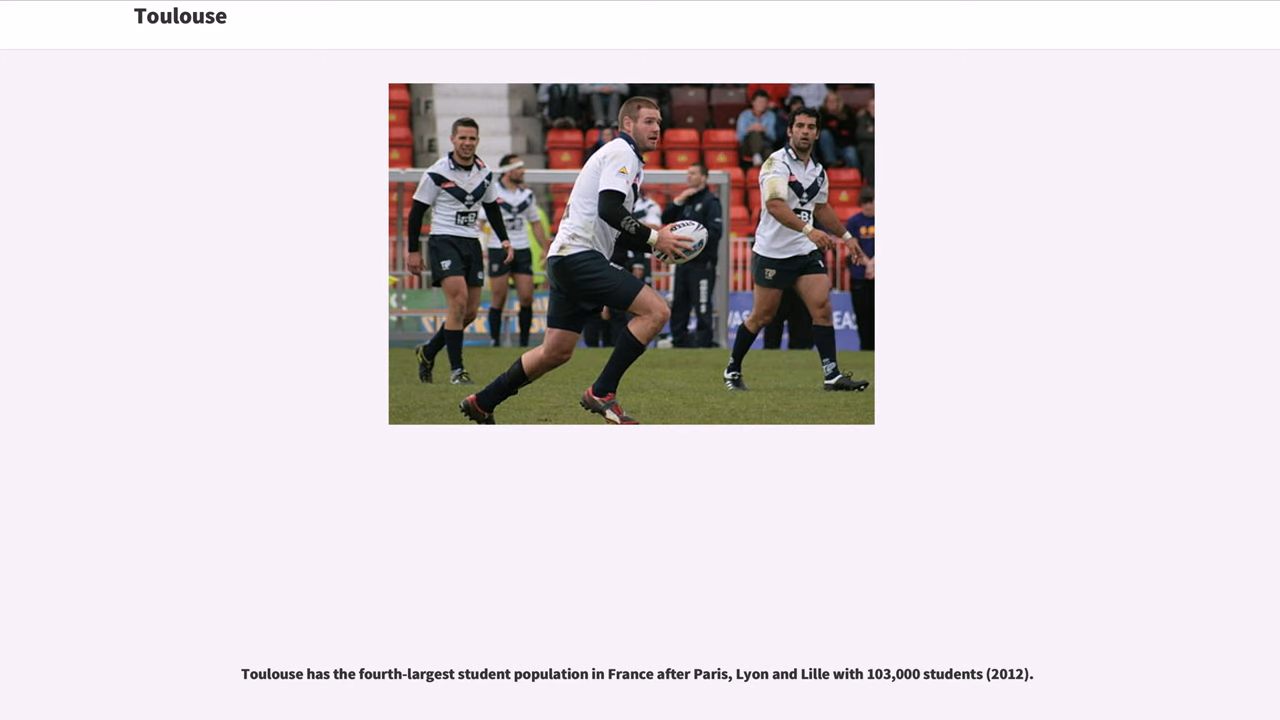 Toulouse
Toulouse has the fourth-largest student population in France after Paris, Lyon and Lille with 103,000 students (2012).